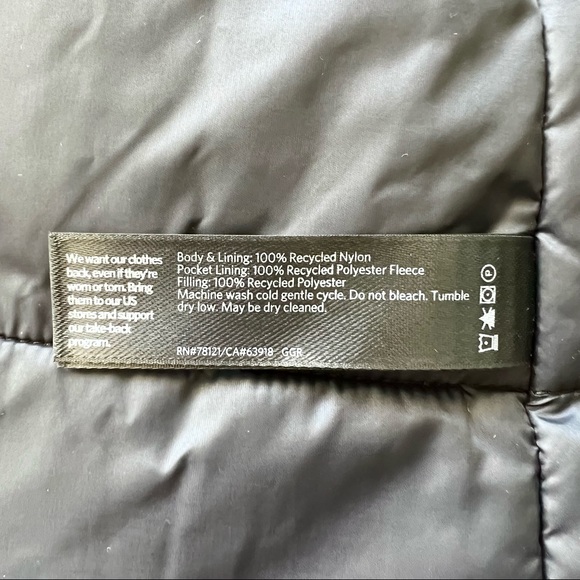 We want our clothes
back, even if they're
worn or torn. Bring
them to our US
stores and support
our take-back
program.
Body & Lining: 100% Recycled Nylon
Pocket Lining: 100% Recycled Polyester Fleece
Filling: 100% Recycled Polyester
Machine wash cold gentle cycle. Do not bleach. Tumble
dry low. May be dry cleaned.
RN#78121/CA#63918 GGR
P